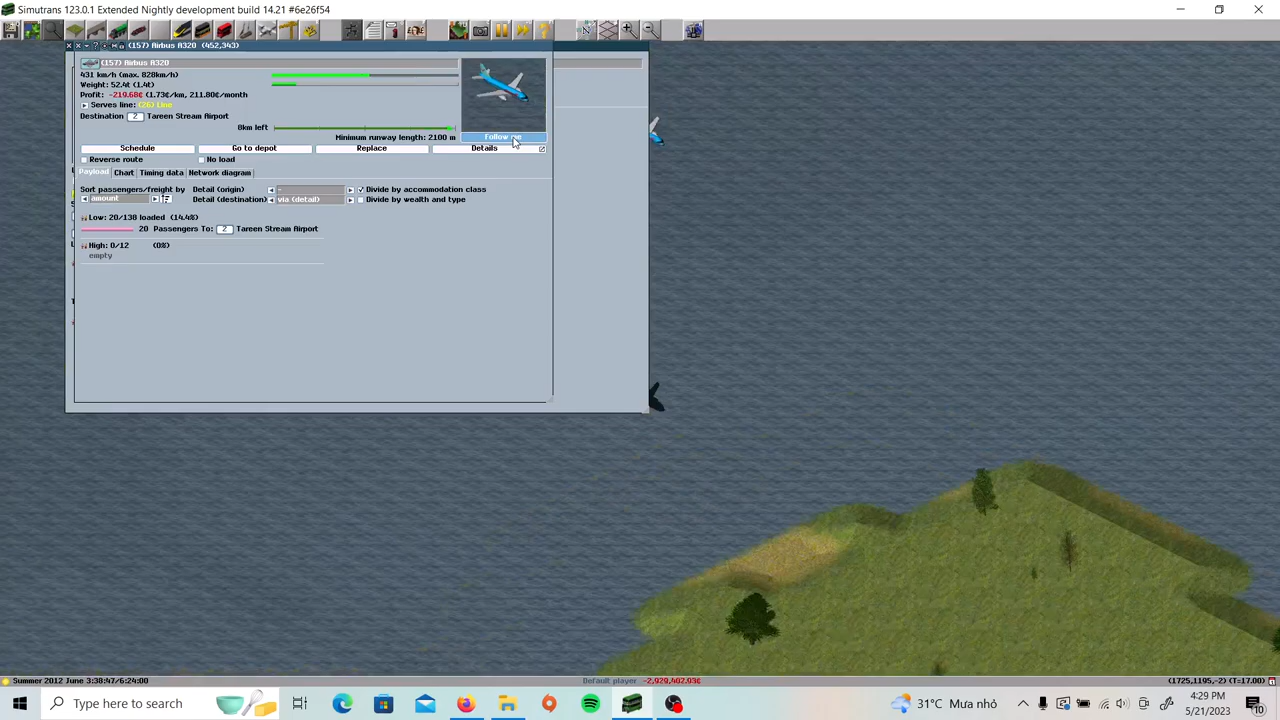 Simutrans 123.0.1 Extended Nightly development build 14.21 #6e26f54
(157) Airbus A320 (452,343)
(157) Airbus A320
431 km/h (max. 828km/h)
Weight: 52.4t (1.4t)
Profit: -219.68¢ (1.73¢/km, 211.80¢/month
Serves line: (26) Line
Destination 2 Tareen Stream Airport
8km left
Minimum runway length: 2100 m
Follow me
Schedule Go to depot Replace Details
Reverse route No load
Payload Chart Timing data Network diagram
Sort passengers/freight by Detail (origin) - Divide by accommodation class
amount Detail (destination) via (detail) Divide by wealth and type
Low: 20/138 loaded (14.4%)
20 Passengers To: 2 Tareen Stream Airport
High: 0/12 (0%)
empty
Summer 2012 June 3:38:47/6:24:00 Default player -2,929,402.03¢ (1725,1195,-2) (T=17.00)
Type here to search 31°C Mưa nhỏ 4:29 PM
5/21/2023
10